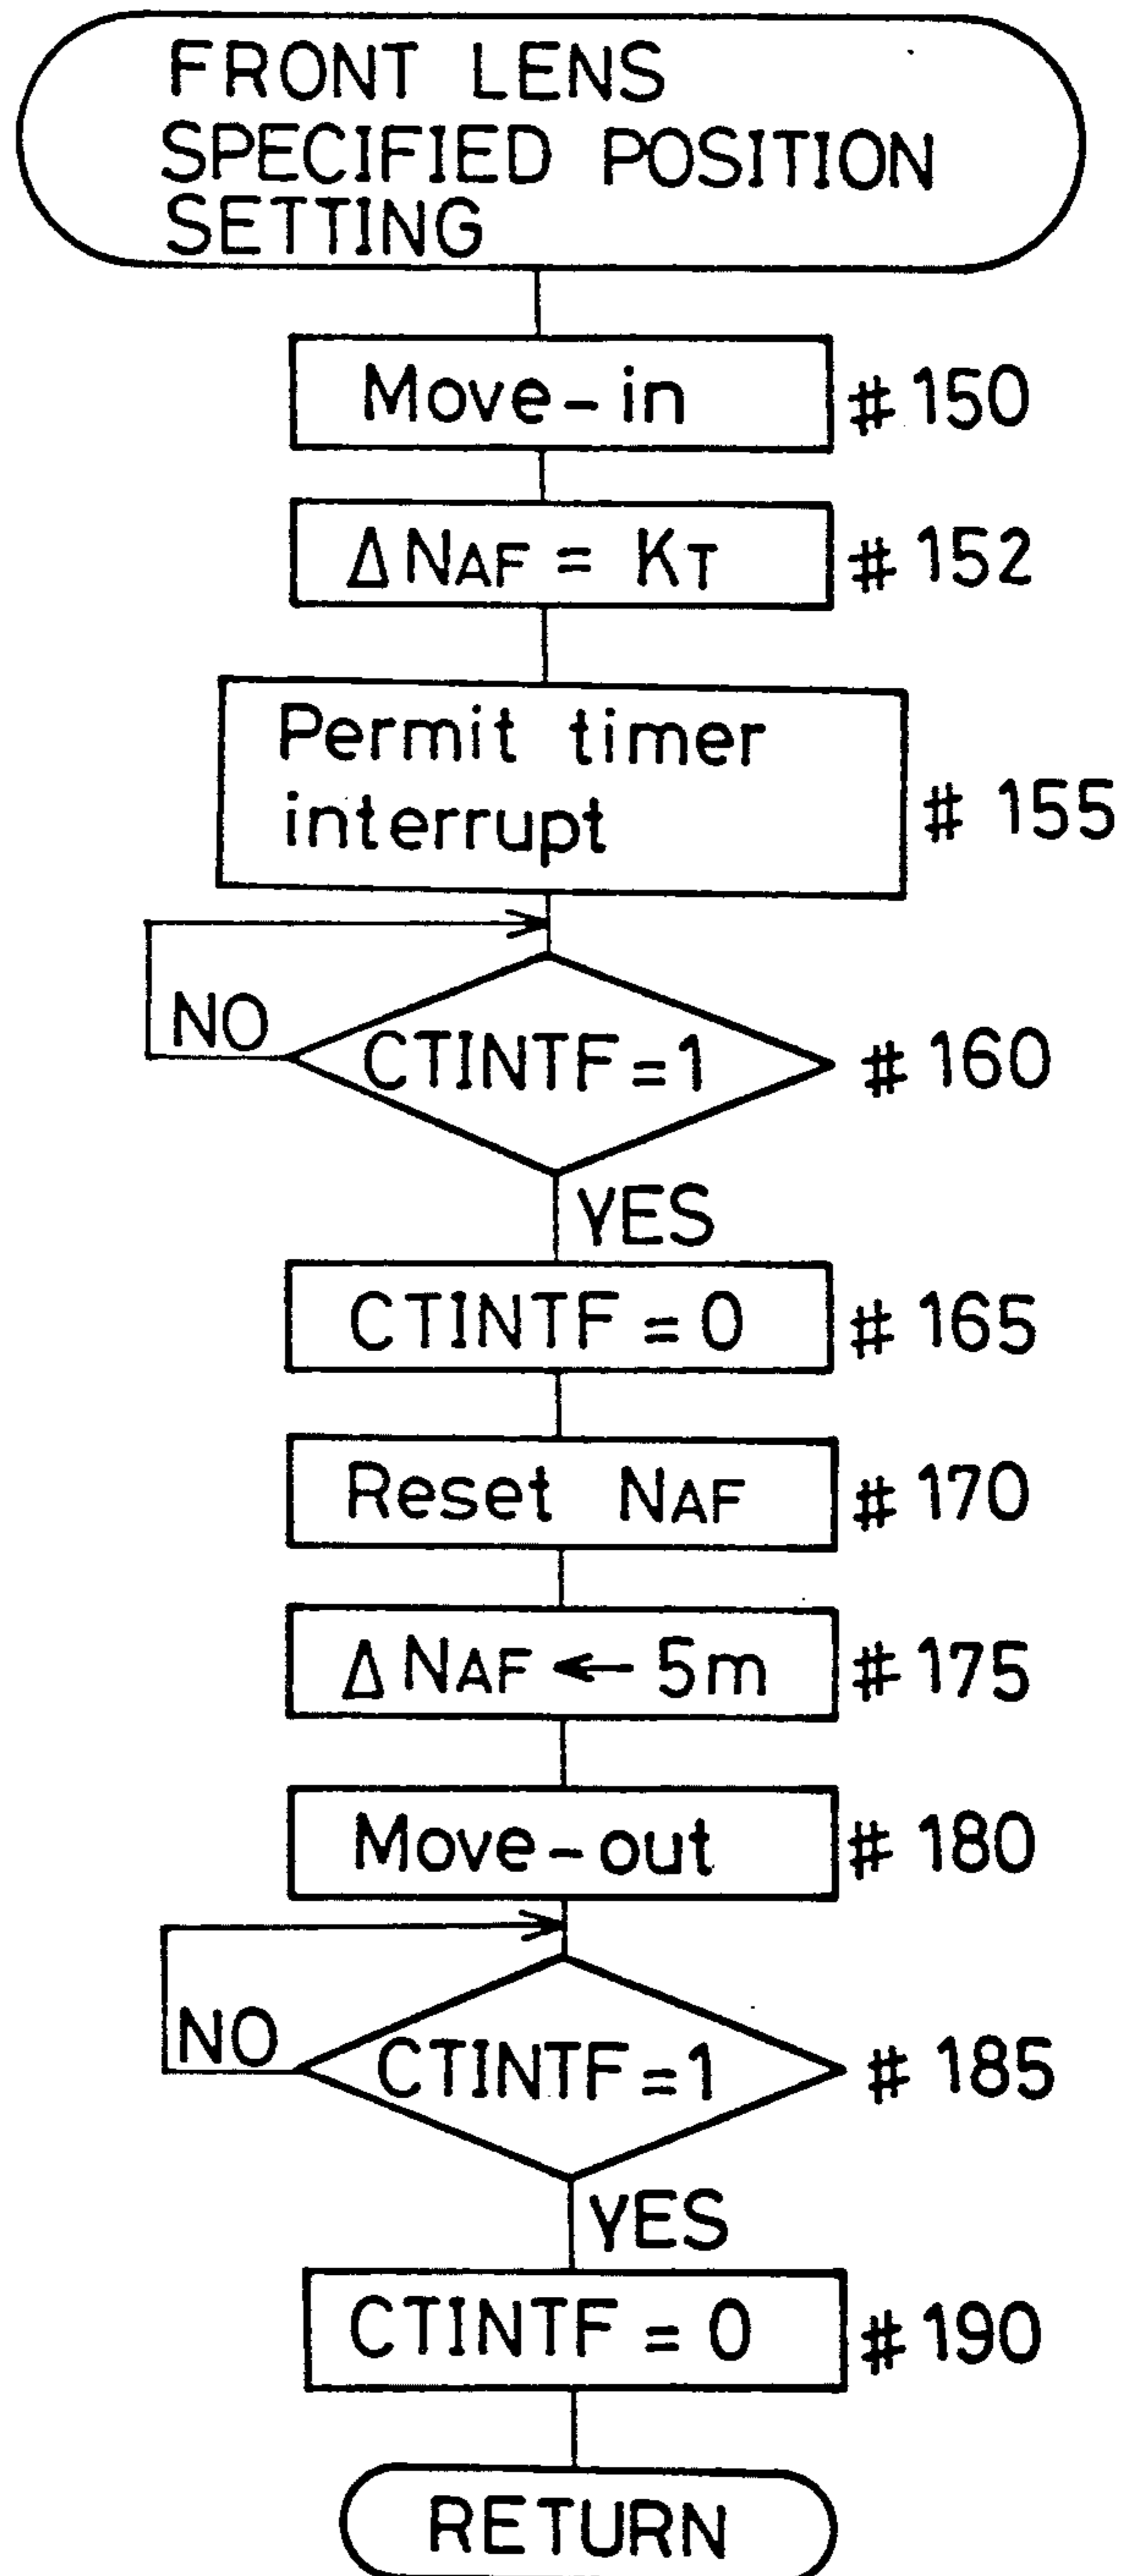 FRONT LENS
SPECIFIED POSITION
SETTING
Move-in #150
ΔNAF = KT #152
Permit timer
interrupt #155
NO
CTINTF=1 #160
YES
CTINTF=0 #165
Reset NAF #170
ΔNAF ← 5m #175
Move-out #180
NO
CTINTF=1 #185
YES
CTINTF=0 #190
RETURN